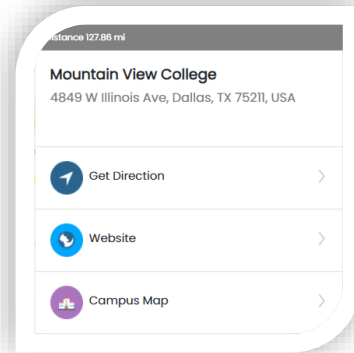 istance 127.86 mi
Mountain View College
4849 W Illinois Ave, Dallas, TX 75211, USA
Get Direction
Website
Campus Map